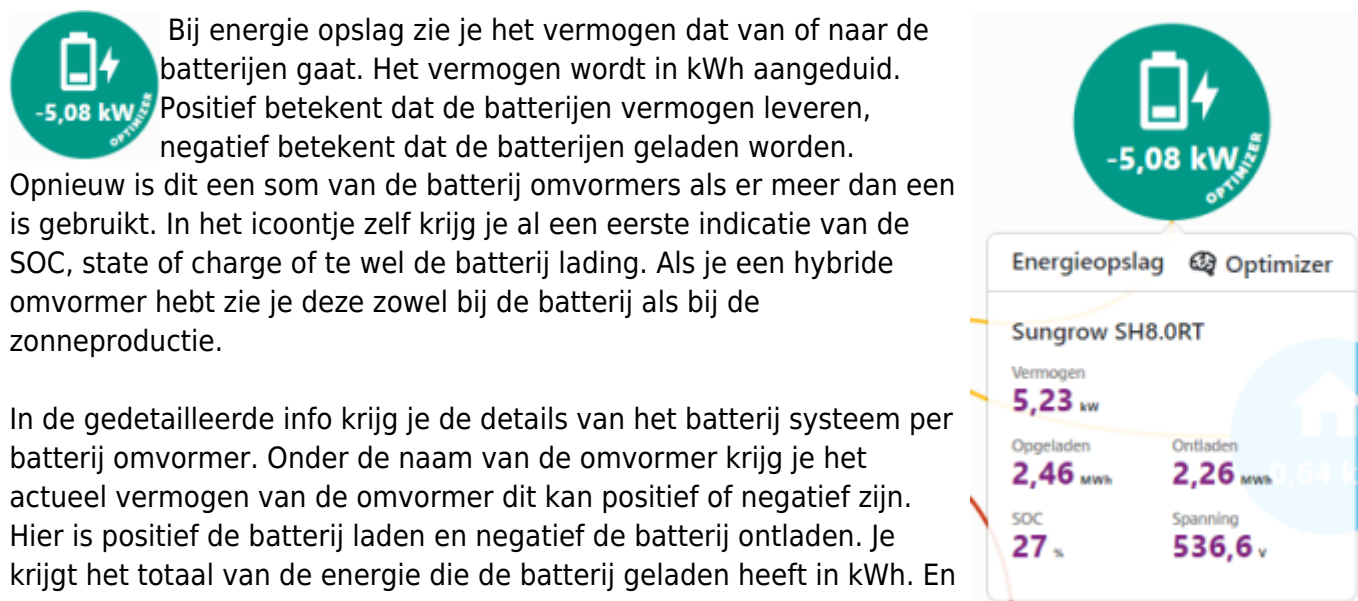 Bij energie opslag zie je het vermogen dat van of naar de
batterijen gaat. Het vermogen wordt in kWh aangeduid.
Positief betekent dat de batterijen vermogen leveren,
negatief betekent dat de batterijen geladen worden.
Opnieuw is dit een som van de batterij omvormers als er meer dan een
is gebruikt. In het icoontje zelf krijg je al een eerste indicatie van de
SOC, state of charge of te wel de batterij lading. Als je een hybride
omvormer hebt zie je deze zowel bij de batterij als bij de
zonneproductie.
In de gedetailleerde info krijg je de details van het batterij systeem per
batterij omvormer. Onder de naam van de omvormer krijg je het
actueel vermogen van de omvormer dit kan positief of negatief zijn.
Hier is positief de batterij laden en negatief de batterij ontladen. Je
krijgt het totaal van de energie die de batterij geladen heeft in kWh. En
-5,08 kW
OPTIMIZER
-5,08 kW
OPTIMIZER
Energieopslag Optimizer
Sungrow SH8.0RT
Vermogen
5,23 kW
Opgeladen Ontladen
2,46 MWh 2,26 MWh 0,64 k
SOC Spanning
27 % 536,6 V